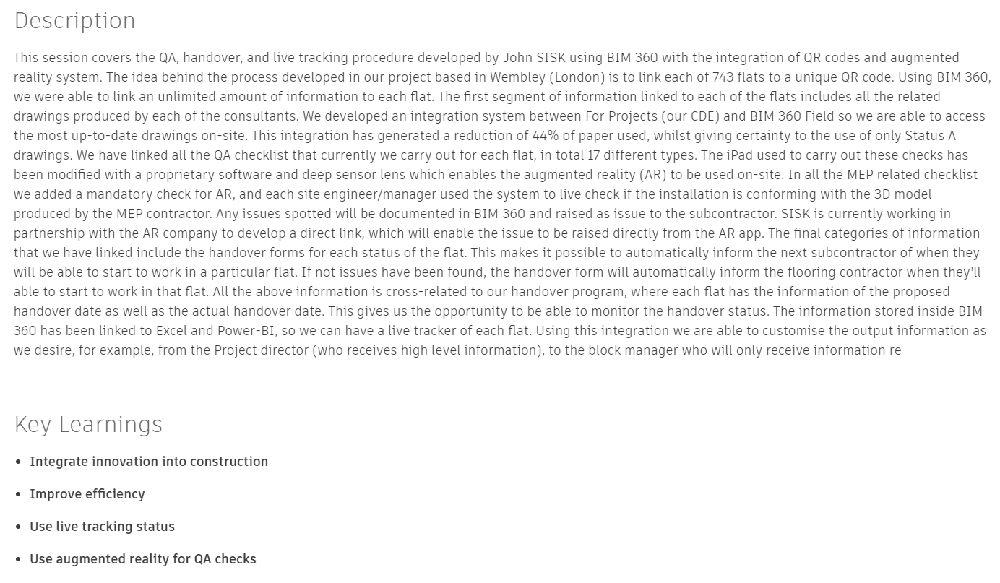 Description
This session covers the QA, handover, and live tracking procedure developed by John SISK using BIM 360 with the integration of QR codes and augmented
reality system. The idea behind the process developed in our project based in Wembley (London) is to link each of 743 flats to a unique QR code. Using BIM 360,
we were able to link an unlimited amount of information to each flat. The first segment of information linked to each of the flats includes all the related
drawings produced by each of the consultants. We developed an integration system between For Projects (our CDE) and BIM 360 Field so we are able to access
the most up-to-date drawings on-site. This integration has generated a reduction of 44% of paper used, whilst giving certainty to the use of only Status A
drawings. We have linked all the QA checklist that currently we carry out for each flat, in total 17 different types. The iPad used to carry out these checks has
been modified with a proprietary software and deep sensor lens which enables the augmented reality (AR) to be used on-site. In all the MEP related checklist
we added a mandatory check for AR, and each site engineer/manager used the system to live check if the installation is conforming with the 3D model
produced by the MEP contractor. Any issues spotted will be documented in BIM 360 and raised as issue to the subcontractor. SISK is currently working in
partnership with the AR company to develop a direct link, which will enable the issue to be raised directly from the AR app. The final categories of information
that we have linked include the handover forms for each status of the flat. This makes it possible to automatically inform the next subcontractor of when they
will be able to start to work in a particular flat. If not issues have been found, the handover form will automatically inform the flooring contractor when they'll
able to start to work in that flat. All the above information is cross-related to our handover program, where each flat has the information of the proposed
handover date as well as the actual handover date. This gives us the opportunity to be able to monitor the handover status. The information stored inside BIM
360 has been linked to Excel and Power-BI, so we can have a live tracker of each flat. Using this integration we are able to customise the output information as
we desire, for example, from the Project director (who receives high level information), to the block manager who will only receive information re
Key Learnings
• Integrate innovation into construction
• Improve efficiency
• Use live tracking status
• Use augmented reality for QA checks